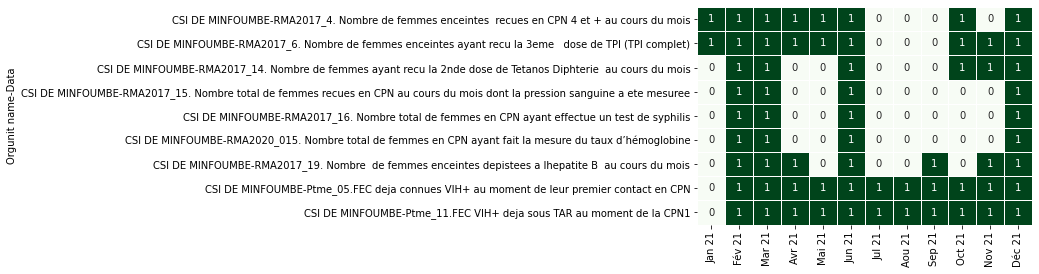 CSI DE MINFOUMBE-RMA2017_4. Nombre de femmes enceintes  recues en CPN 4 et + au cours du mois 1 1 1 1 1 1 0 0 0 1 0 1
CSI DE MINFOUMBE-RMA2017_6. Nombre de femmes enceintes ayant recu la 3eme   dose de TPI (TPI complet) 1 1 1 1 1 1 0 0 0 1 1 1
CSI DE MINFOUMBE-RMA2017_14. Nombre de femmes ayant recu la 2nde dose de Tetanos Diphterie  au cours du mois 0 1 1 0 0 1 0 0 0 1 1 1
CSI DE MINFOUMBE-RMA2017_15. Nombre total de femmes recues en CPN au cours du mois dont la pression sanguine a ete mesuree 0 1 1 0 0 1 0 0 0 0 0 1
CSI DE MINFOUMBE-RMA2017_16. Nombre total de femmes en CPN ayant effectue un test de syphilis 0 1 1 0 0 1 0 0 0 0 0 1
CSI DE MINFOUMBE-RMA2020_015. Nombre total de femmes en CPN ayant fait la mesure du taux d’hémoglobine 0 1 1 0 0 1 0 0 0 0 0 1
CSI DE MINFOUMBE-RMA2017_19. Nombre  de femmes enceintes depistees a lhepatite B  au cours du mois 0 1 1 1 0 1 0 0 1 0 1 1
CSI DE MINFOUMBE-Ptme_05.FEC deja connues VIH+ au moment de leur premier contact en CPN 0 1 1 1 1 1 1 1 1 1 1 1
CSI DE MINFOUMBE-Ptme_11.FEC VIH+ deja sous TAR au moment de la CPN1 0 1 1 1 1 1 1 1 1 1 1 1
Orgunit name-Data
Jan 21 Fév 21 Mar 21 Avr 21 Mai 21 Jun 21 Jul 21 Aou 21 Sep 21 Oct 21 Nov 21 Déc 21